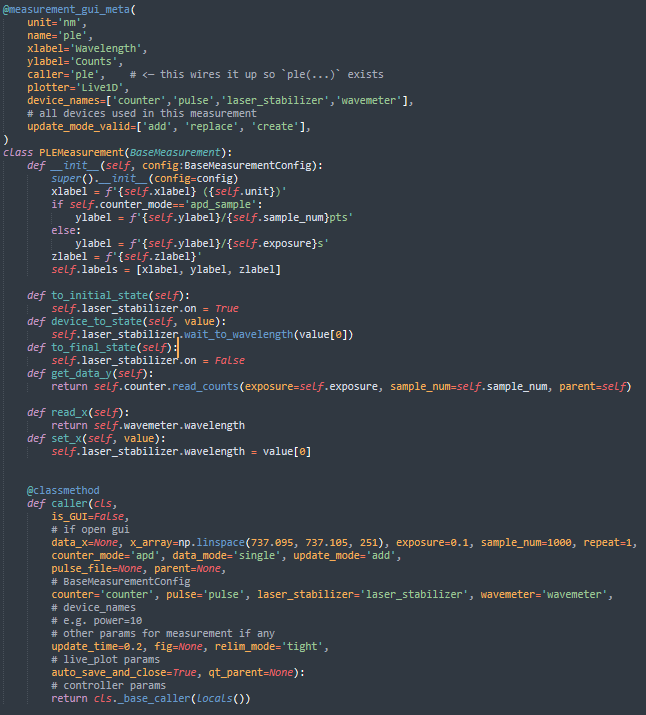 @measurement_gui_meta(
    unit='nm',
    name='ple',
    xlabel='Wavelength',
    ylabel='Counts',
    caller='ple',    # <— this wires it up so `ple(...)` exists
    plotter='Live1D',
    device_names=['counter','pulse','laser_stabilizer','wavemeter'],
    # all devices used in this measurement
    update_mode_valid=['add', 'replace', 'create'],
)
class PLEMeasurement(BaseMeasurement):
    def __init__(self, config:BaseMeasurementConfig):
        super().__init__(config=config)
        xlabel = f'{self.xlabel} ({self.unit})'
        if self.counter_mode=='apd_sample':
            ylabel = f'{self.ylabel}/{self.sample_num}pts'
        else:
            ylabel = f'{self.ylabel}/{self.exposure}s'
        zlabel = f'{self.zlabel}'
        self.labels = [xlabel, ylabel, zlabel]

    def to_initial_state(self):
        self.laser_stabilizer.on = True
    def device_to_state(self, value):
        self.laser_stabilizer.wait_to_wavelength(value[0])
    def to_final_state(self):
        self.laser_stabilizer.on = False
    def get_data_y(self):
        return self.counter.read_counts(exposure=self.exposure, sample_num=self.sample_num, parent=self)

    def read_x(self):
        return self.wavemeter.wavelength
    def set_x(self, value):
        self.laser_stabilizer.wavelength = value[0]


    @classmethod
    def caller(cls,
        is_GUI=False,
        # if open gui
        data_x=None, x_array=np.linspace(737.095, 737.105, 251), exposure=0.1, sample_num=1000, repeat=1,
        counter_mode='apd', data_mode='single', update_mode='add',
        pulse_file=None, parent=None,
        # BaseMeasurementConfig
        counter='counter', pulse='pulse', laser_stabilizer='laser_stabilizer', wavemeter='wavemeter',
        # device_names
        # e.g. power=10
        # other params for measurement if any
        update_time=0.2, fig=None, relim_mode='tight',
        # live_plot params
        auto_save_and_close=True, qt_parent=None):
        # controller params
        return cls._base_caller(locals())